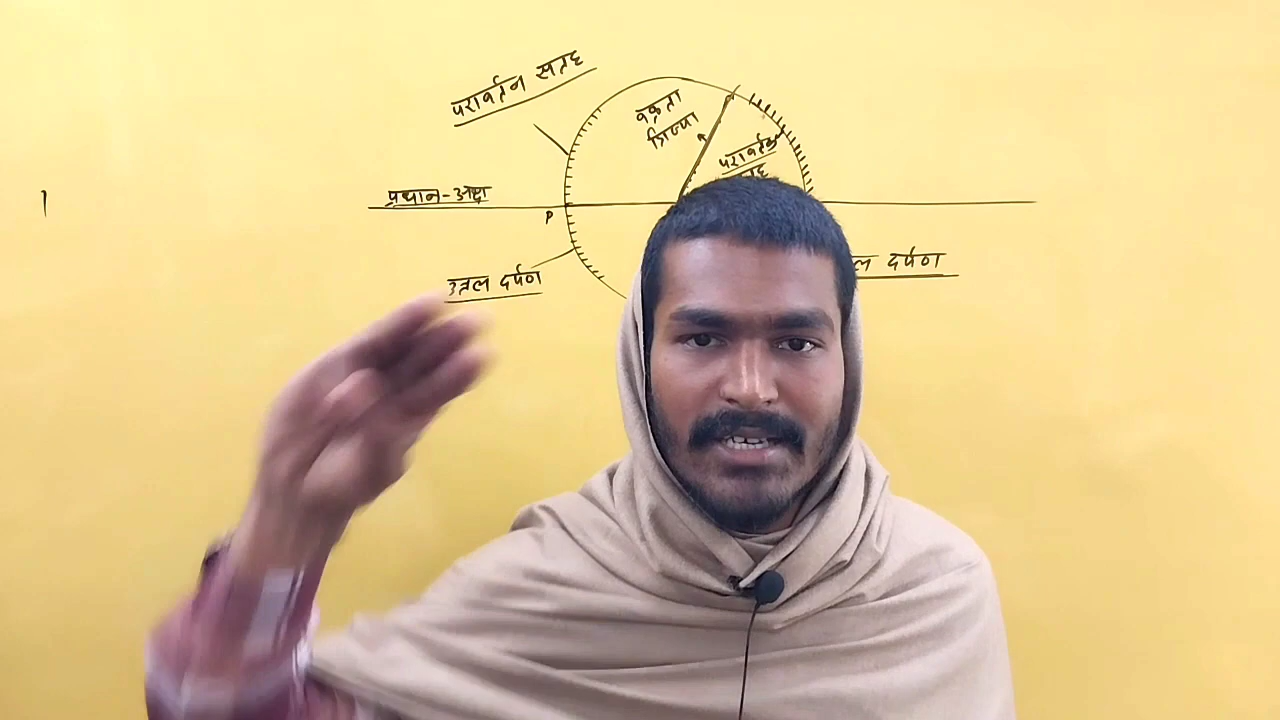 परावर्तन सतह
वक्रता
त्रिज्या
परावर्तक
प्रधान-अक्ष
P
उत्तल दर्पण
दर्पण